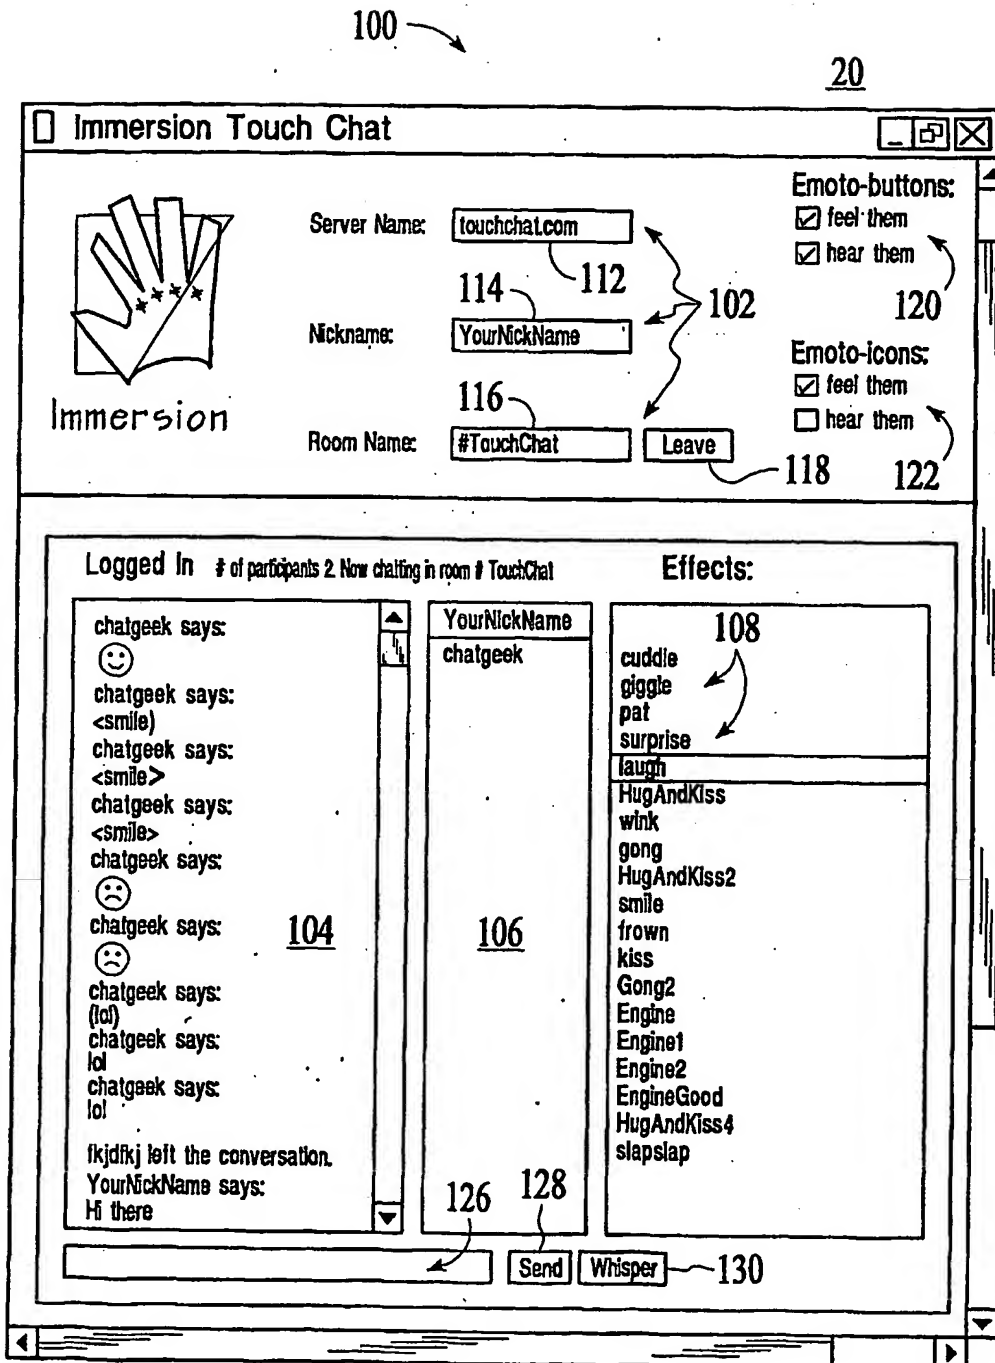 100
20
Immersion Touch Chat
Immersion
Server Name: touchchat.com
112
114
Nickname: YourNickName
102
116
Room Name: #TouchChat Leave
118
Emoto-buttons:
feel them
hear them
120
Emoto-icons:
feel them
hear them
122
Logged In # of participants 2. Now chatting in room # TouchChat
Effects:
chatgeek says:
chatgeek says:
<smile)
chatgeek says:
<smile>
chatgeek says:
<smile>
chatgeek says:
chatgeek says:
chatgeek says:
(lol)
chatgeek says:
lol
chatgeek says:
lol
fkjdfkj left the conversation.
YourNickName says:
Hi there
104
YourNickName
chatgeek
106
108
cuddle
giggle
pat
surprise
laugh
HugAndKiss
wink
gong
HugAndKiss2
smile
frown
kiss
Gong2
Engine
Engine1
Engine2
EngineGood
HugAndKiss4
slapslap
126
128
Send Whisper
130